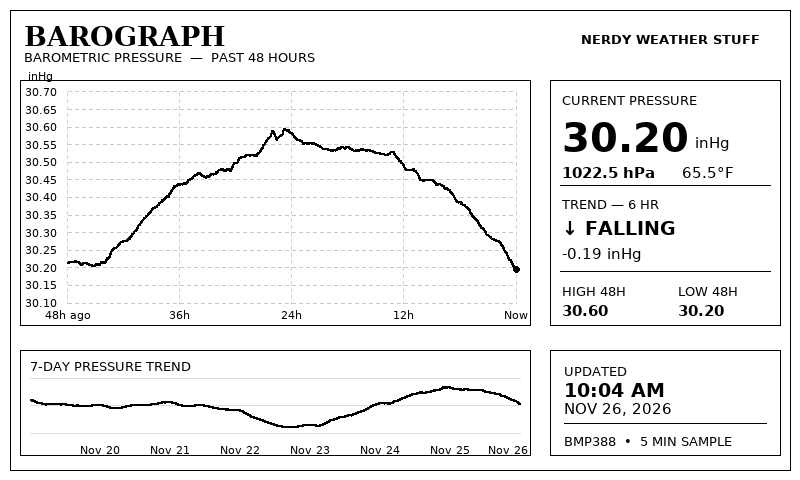 BAROGRAPH
BAROMETRIC PRESSURE — PAST 48 HOURS
NERDY WEATHER STUFF
inHg
30.70
30.65
30.60
30.55
30.50
30.45
30.40
30.35
30.30
30.25
30.20
30.15
30.10
48h ago 36h 24h 12h Now
CURRENT PRESSURE
30.20 inHg
1022.5 hPa 65.5°F
TREND — 6 HR
↓ FALLING
-0.19 inHg
HIGH 48H LOW 48H
30.60 30.20
7-DAY PRESSURE TREND
Nov 20 Nov 21 Nov 22 Nov 23 Nov 24 Nov 25 Nov 26
UPDATED
10:04 AM
NOV 26, 2026
BMP388 • 5 MIN SAMPLE